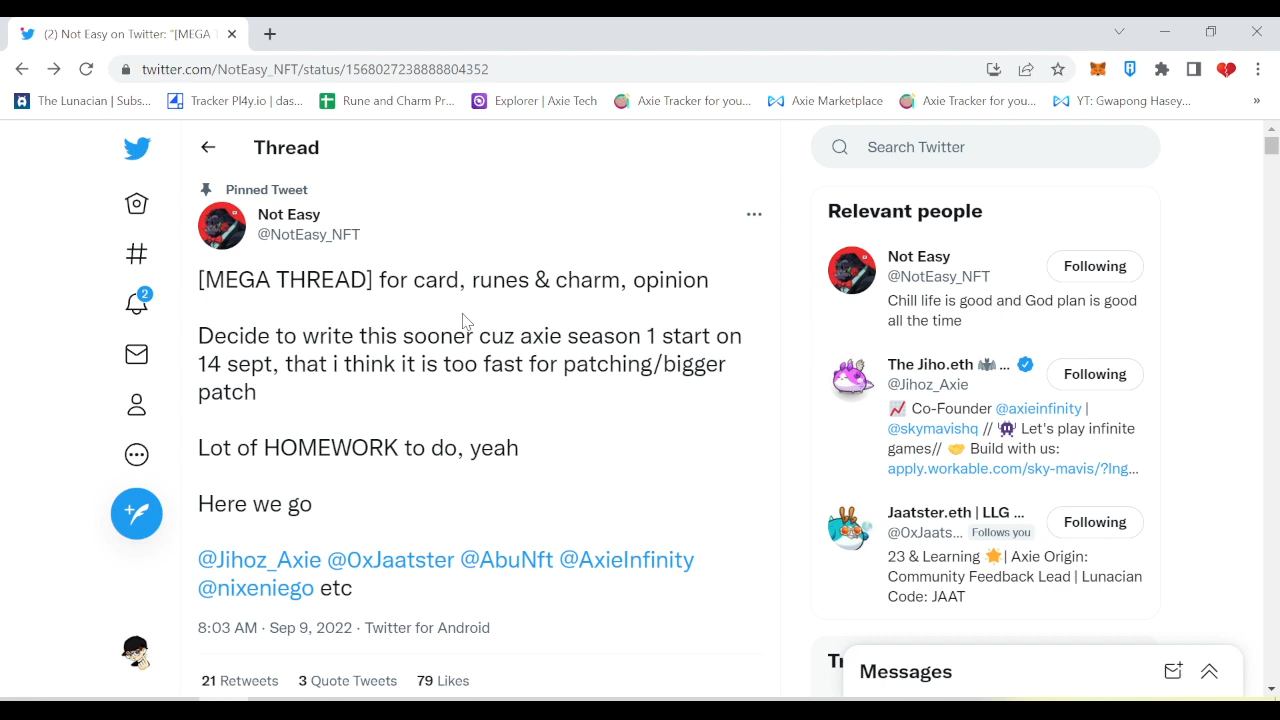 (2) Not Easy on Twitter: "[MEGA T
twitter.com/NotEasy_NFT/status/1568027238888804352
The Lunacian | Subs...
Tracker Pl4y.io | das...
Rune and Charm Pr...
Explorer | Axie Tech
Axie Tracker for you...
Axie Marketplace
Axie Tracker for you...
YT: Gwapong Hasey...
»
Thread
Pinned Tweet
Not Easy
@NotEasy_NFT
[MEGA THREAD] for card, runes & charm, opinion
Decide to write this sooner cuz axie season 1 start on
14 sept, that i think it is too fast for patching/bigger
patch
Lot of HOMEWORK to do, yeah
Here we go
@Jihoz_Axie @0xJaatster @AbuNft @AxieInfinity
@nixeniego etc
8:03 AM · Sep 9, 2022 · Twitter for Android
21 Retweets 3 Quote Tweets 79 Likes
2
Search Twitter
Relevant people
Not Easy
@NotEasy_NFT
Following
Chill life is good and God plan is good
all the time
The Jiho.eth 🦇 ...
@Jihoz_Axie
Following
📈 Co-Founder @axieinfinity |
@skymavishq // 👾 Let's play infinite
games// 🤝 Build with us:
apply.workable.com/sky-mavis/?lng...
Jaatster.eth | LLG ...
@0xJaats... Follows you
Following
23 & Learning 🌟 | Axie Origin:
Community Feedback Lead | Lunacian
Code: JAAT
Messages